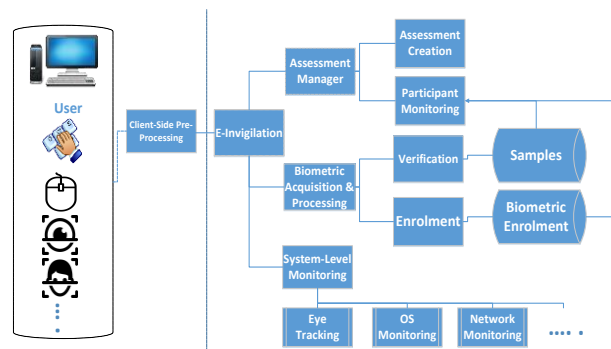 User
Client-Side Pre-
Processing
E-Invigilation
Assessment
Manager
Assessment
Creation
Participant
Monitoring
Biometric
Acquisition &
Processing
Verification
Samples
Enrolment
Biometric
Enrolment
System-Level
Monitoring
Eye
Tracking
OS
Monitoring
Network
Monitoring